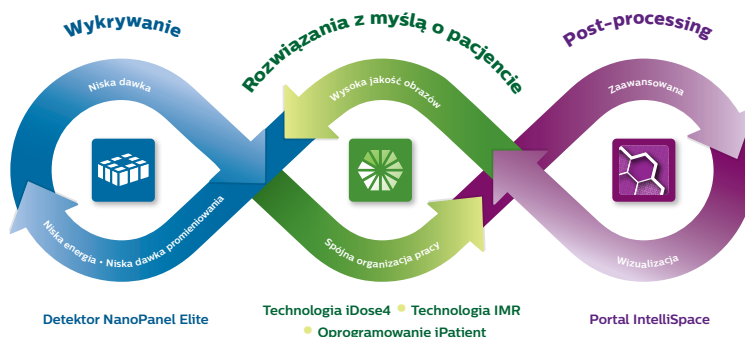 Wykrywanie
Rozwiązania z myślą o pacjencie
Post-processing
Niska dawka
Niska energia • Niska dawka promieniowania
Wysoka jakość obrazów
Spójna organizacja pracy
Zaawansowana
Wizualizacja
Detektor NanoPanel Elite
Technologia iDose4 • Technologia IMR
• Oprogramowanie iPatient
Portal IntelliSpace